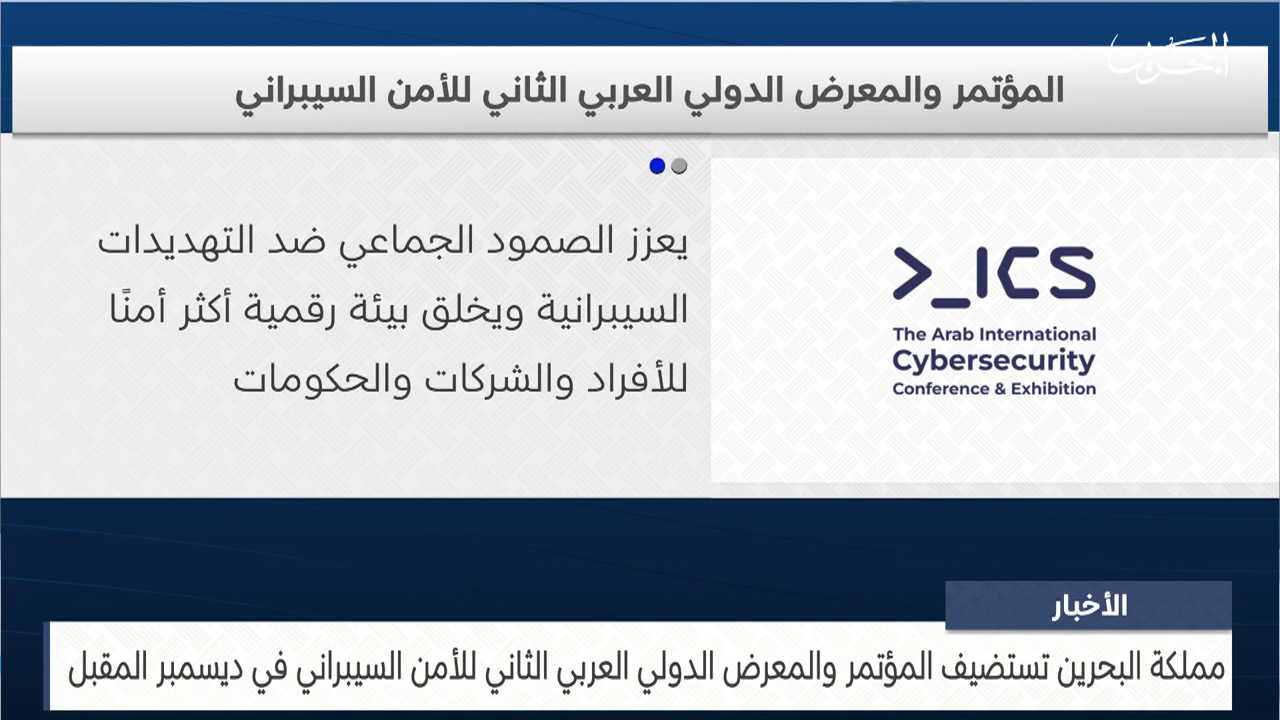 البحرين
المؤتمر والمعرض الدولي العربي الثاني للأمن السيبراني
يعزز الصمود الجماعي ضد التهديدات
السيبرانية ويخلق بيئة رقمية أكثر أمنًا
للأفراد والشركات والحكومات
>_ICS
The Arab International
Cybersecurity
Conference & Exhibition
الأخبار
مملكة البحرين تستضيف المؤتمر والمعرض الدولي العربي الثاني للأمن السيبراني في ديسمبر المقبل